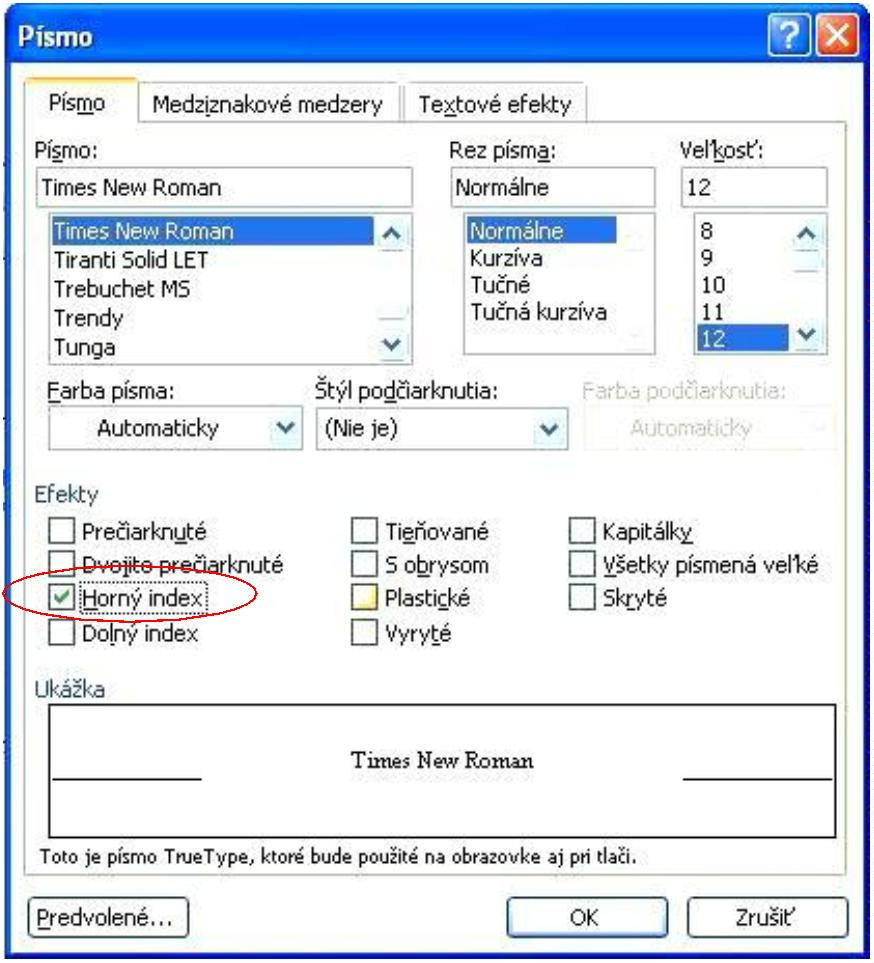 Písmo
Písmo Medziznakové medzery Textové efekty
Písmo: Rez písma: Veľkosť:
Times New Roman Normálne 12
Times New Roman Normálne 8
Tiranti Solid LET Kurzíva 9
Trebuchet MS Tučné 10
Trendy Tučná kurzíva 11
Tunga 12
Farba písma: Štýl podčiarknutia: Farba podčiarknutia:
Automaticky (Nie je) Automaticky
Efekty
Prečiarknuté Tieňované Kapitálky
Dvojito prečiarknuté S obrysom Všetky písmená veľké
Horný index Plastické Skryté
Dolný index Vyryté
Ukážka
Times New Roman
Toto je písmo TrueType, ktoré bude použité na obrazovke aj pri tlači.
Predvolené... OK Zrušiť